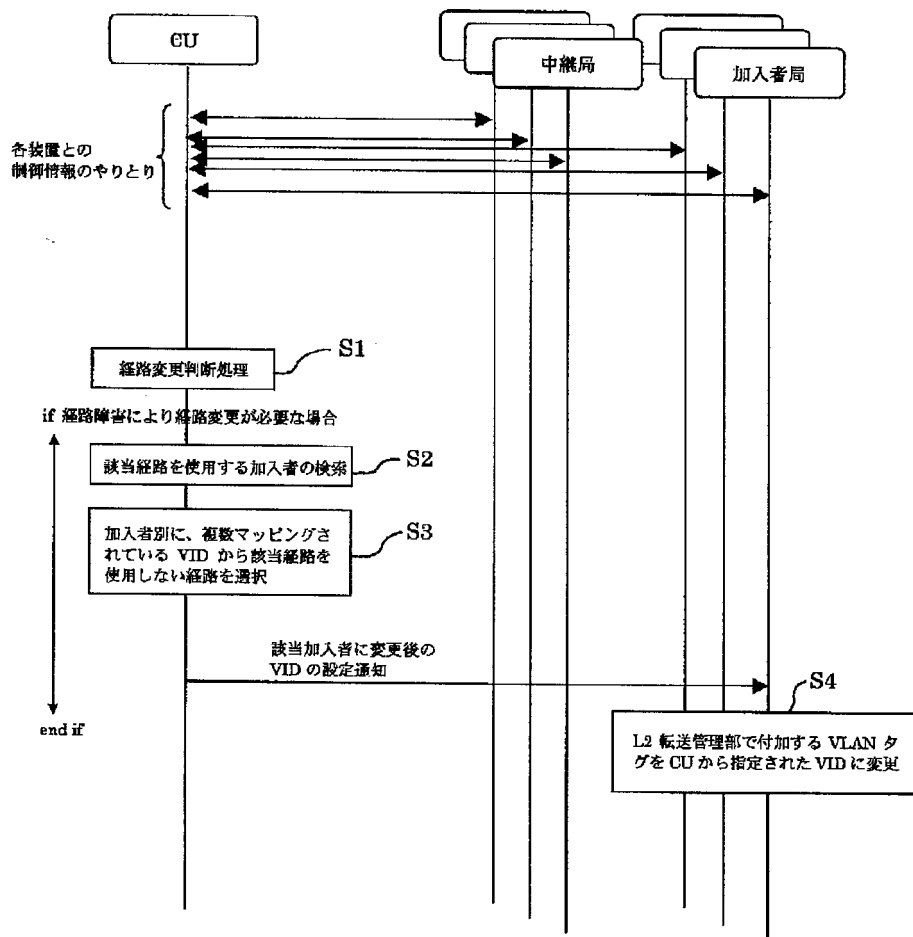 CU
中継局
加入者局
各装置との
制御情報のやりとり
S1
経路変更判断処理
if 経路障害により経路変更が必要な場合
S2
該当経路を使用する加入者の検索
S3
加入者別に、複数マッピングさ
れている VID から該当経路を
使用しない経路を選択
該当加入者に変更後の
VID の設定通知
S4
end if
L2 転送管理部で付加する VLAN タ
グを CU から指定された VID に変更